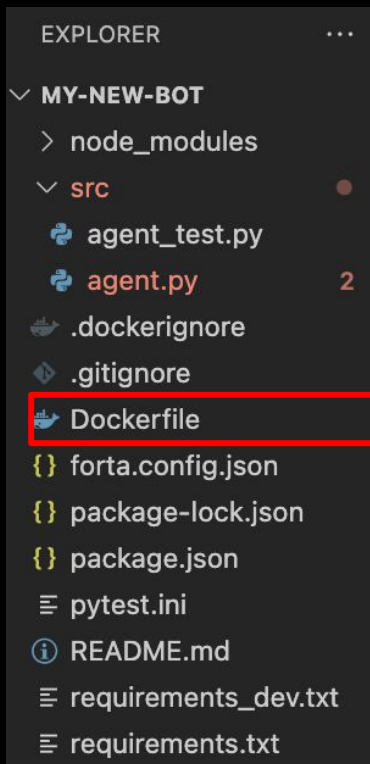 EXPLORER ...
MY-NEW-BOT
node_modules
src
agent_test.py
agent.py 2
.dockerignore
.gitignore
Dockerfile
{} forta.config.json
{} package-lock.json
{} package.json
pytest.ini
README.md
requirements_dev.txt
requirements.txt